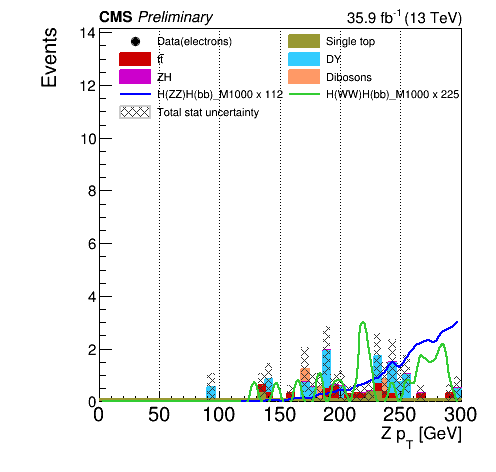 CMS Preliminary 35.9 fb-1 (13 TeV)
Events
Data(electrons) Single top
tt̄ DY
ZH Dibosons
H(ZZ)H(bb)_M1000 x 112 H(WW)H(bb)_M1000 x 225
Total stat uncertainty
14
12
10
8
6
4
2
0
0 50 100 150 200 250 300
Z pT [GeV]